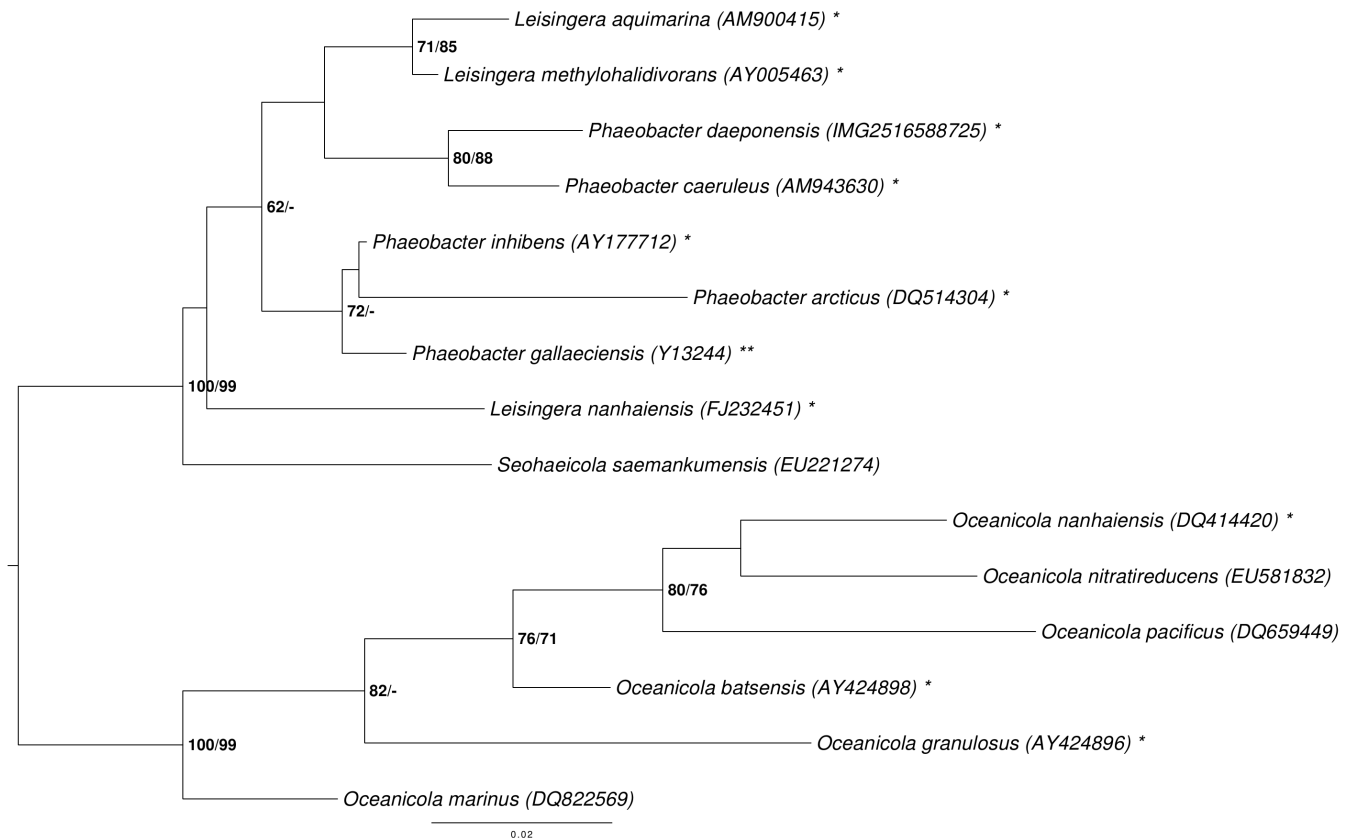 Leisingera aquimarina (AM900415) *
71/85
Leisingera methylohalidivorans (AY005463) *
Phaeobacter daeponensis (IMG2516588725) *
80/88
Phaeobacter caeruleus (AM943630) *
62/-
Phaeobacter inhibens (AY177712) *
Phaeobacter arcticus (DQ514304) *
72/-
Phaeobacter gallaeciensis (Y13244) **
100/99
Leisingera nanhaiensis (FJ232451) *
Seohaeicola saemankumensis (EU221274)
Oceanicola nanhaiensis (DQ414420) *
Oceanicola nitratireducens (EU581832)
80/76
Oceanicola pacificus (DQ659449)
76/71
Oceanicola batsensis (AY424898) *
82/-
Oceanicola granulosus (AY424896) *
100/99
Oceanicola marinus (DQ822569)
0.02